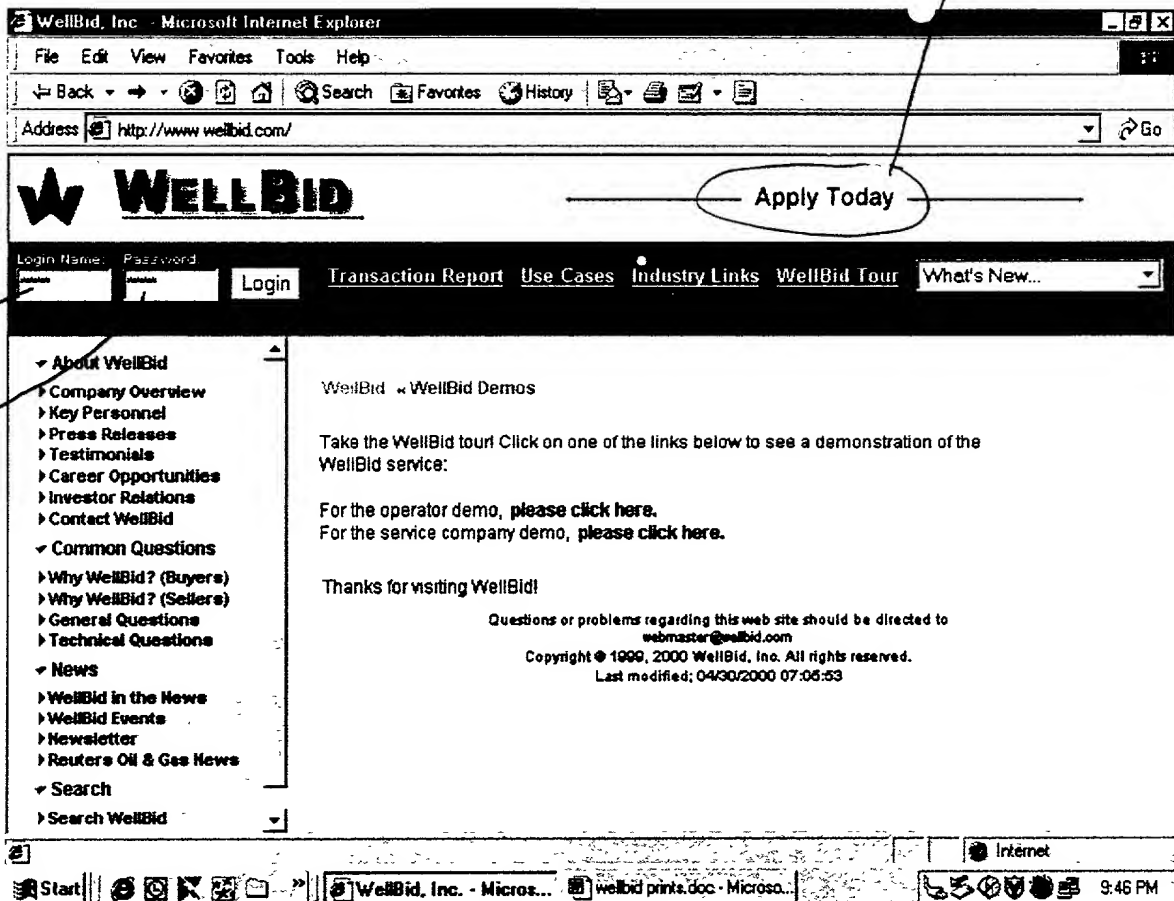 WellBid, Inc - Microsoft Internet Explorer
File Edit View Favorites Tools Help
Back Search Favorites History
Address http://www wellbid.com/ Go
WELLBID
Apply Today
Login Name: Password:
Login Transaction Report Use Cases Industry Links WellBid Tour What's New...
About WellBid
Company Overview
Key Personnel
Press Releases
Testimonials
Career Opportunities
Investor Relations
Contact WellBid
Common Questions
Why WellBid? (Buyers)
Why WellBid? (Sellers)
General Questions
Technical Questions
News
WellBid in the News
WellBid Events
Newsletter
Reuters Oil & Gas News
Search
Search WellBid
WellBid « WellBid Demos
Take the WellBid tour! Click on one of the links below to see a demonstration of the
WellBid service:
For the operator demo, please click here.
For the service company demo, please click here.
Thanks for visiting WellBid!
Questions or problems regarding this web site should be directed to
webmaster@wellbid.com
Copyright © 1999, 2000 WellBid, Inc. All rights reserved.
Last modified; 04/30/2000 07:05:53
Internet
Start » WellBid, Inc. - Micros... wellbid prints.doc - Microso... 9:46 PM